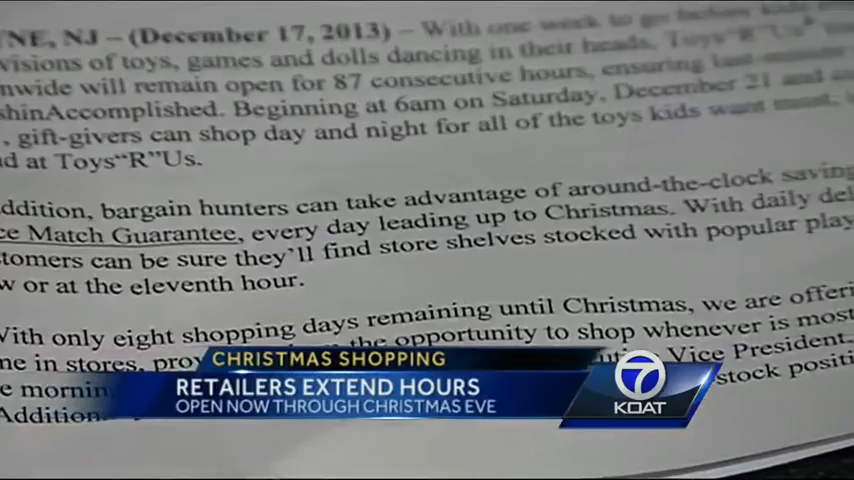 NE, NJ – (December 17, 2013) – With one week to go before kids
visions of toys, games and dolls dancing in their heads, Toys"R"Us
nwide will remain open for 87 consecutive hours, ensuring last-minute
shinAccomplished. Beginning at 6am on Saturday, December 21 and
, gift-givers can shop day and night for all of the toys kids want most,
d at Toys“R”Us.
ddition, bargain hunters can take advantage of around-the-clock saving
ce Match Guarantee, every day leading up to Christmas. With daily del
stomers can be sure they’ll find store shelves stocked with popular play
w or at the eleventh hour.
With only eight shopping days remaining until Christmas, we are offeri
ne in stores, prov the opportunity to shop whenever is most
Vice President.
e mornin stock positi
Addition
CHRISTMAS SHOPPING
RETAILERS EXTEND HOURS
OPEN NOW THROUGH CHRISTMAS EVE
7
KOAT